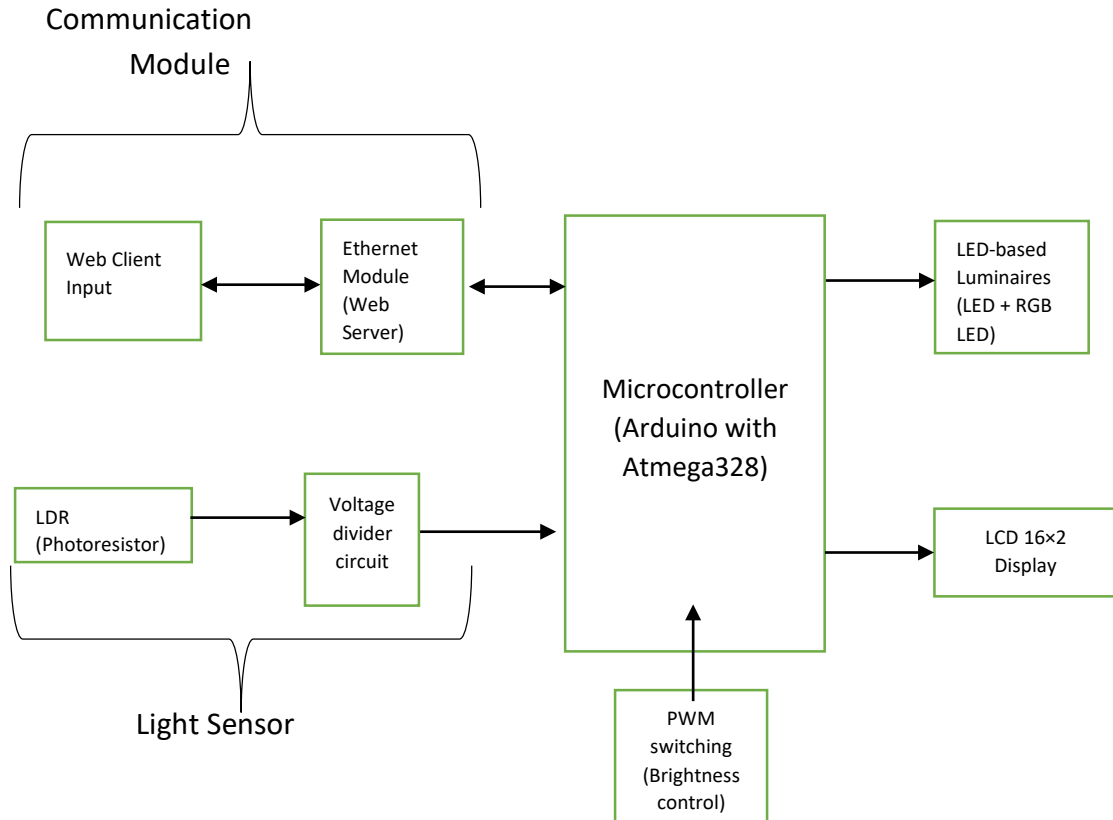 Communication
Module
Web Client
Input
Ethernet
Module
(Web
Server)
Microcontroller
(Arduino with
Atmega328)
LED-based
Luminaires
(LED + RGB
LED)
LDR
(Photoresistor)
Voltage
divider
circuit
LCD 16×2
Display
Light Sensor
PWM
switching
(Brightness
control)